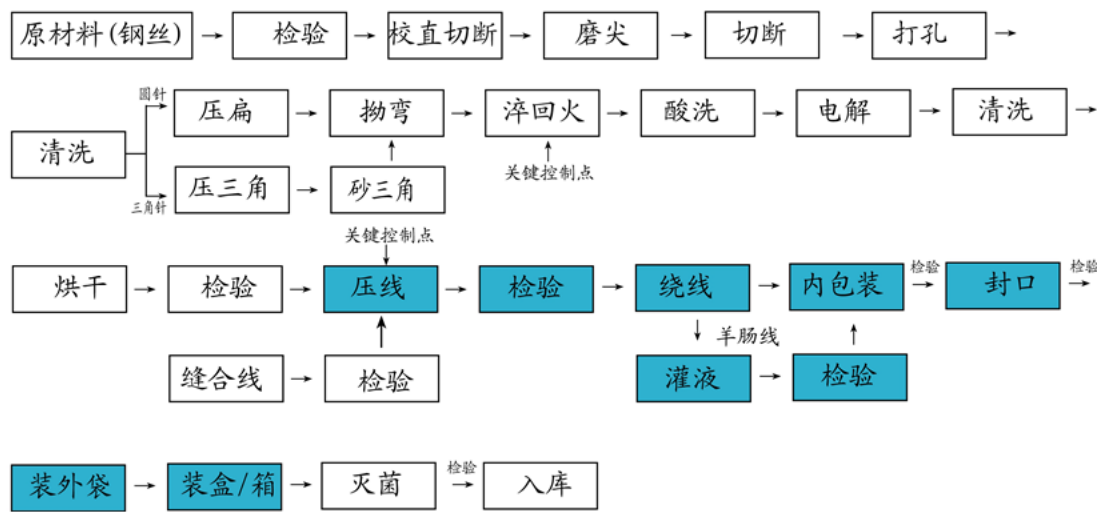 原材料(钢丝) 检验 校直切断 磨尖 切断 打孔
圆针
压扁 拗弯 淬回火 酸洗 电解 清洗
清洗
关键控制点
压三角 砂三角
三角针
关键控制点
烘干 检验 压线 检验 绕线 内包装 检验 封口 检验
羊肠线
缝合线 检验 灌液 检验
装外袋 装盒/箱 灭菌 检验 入库